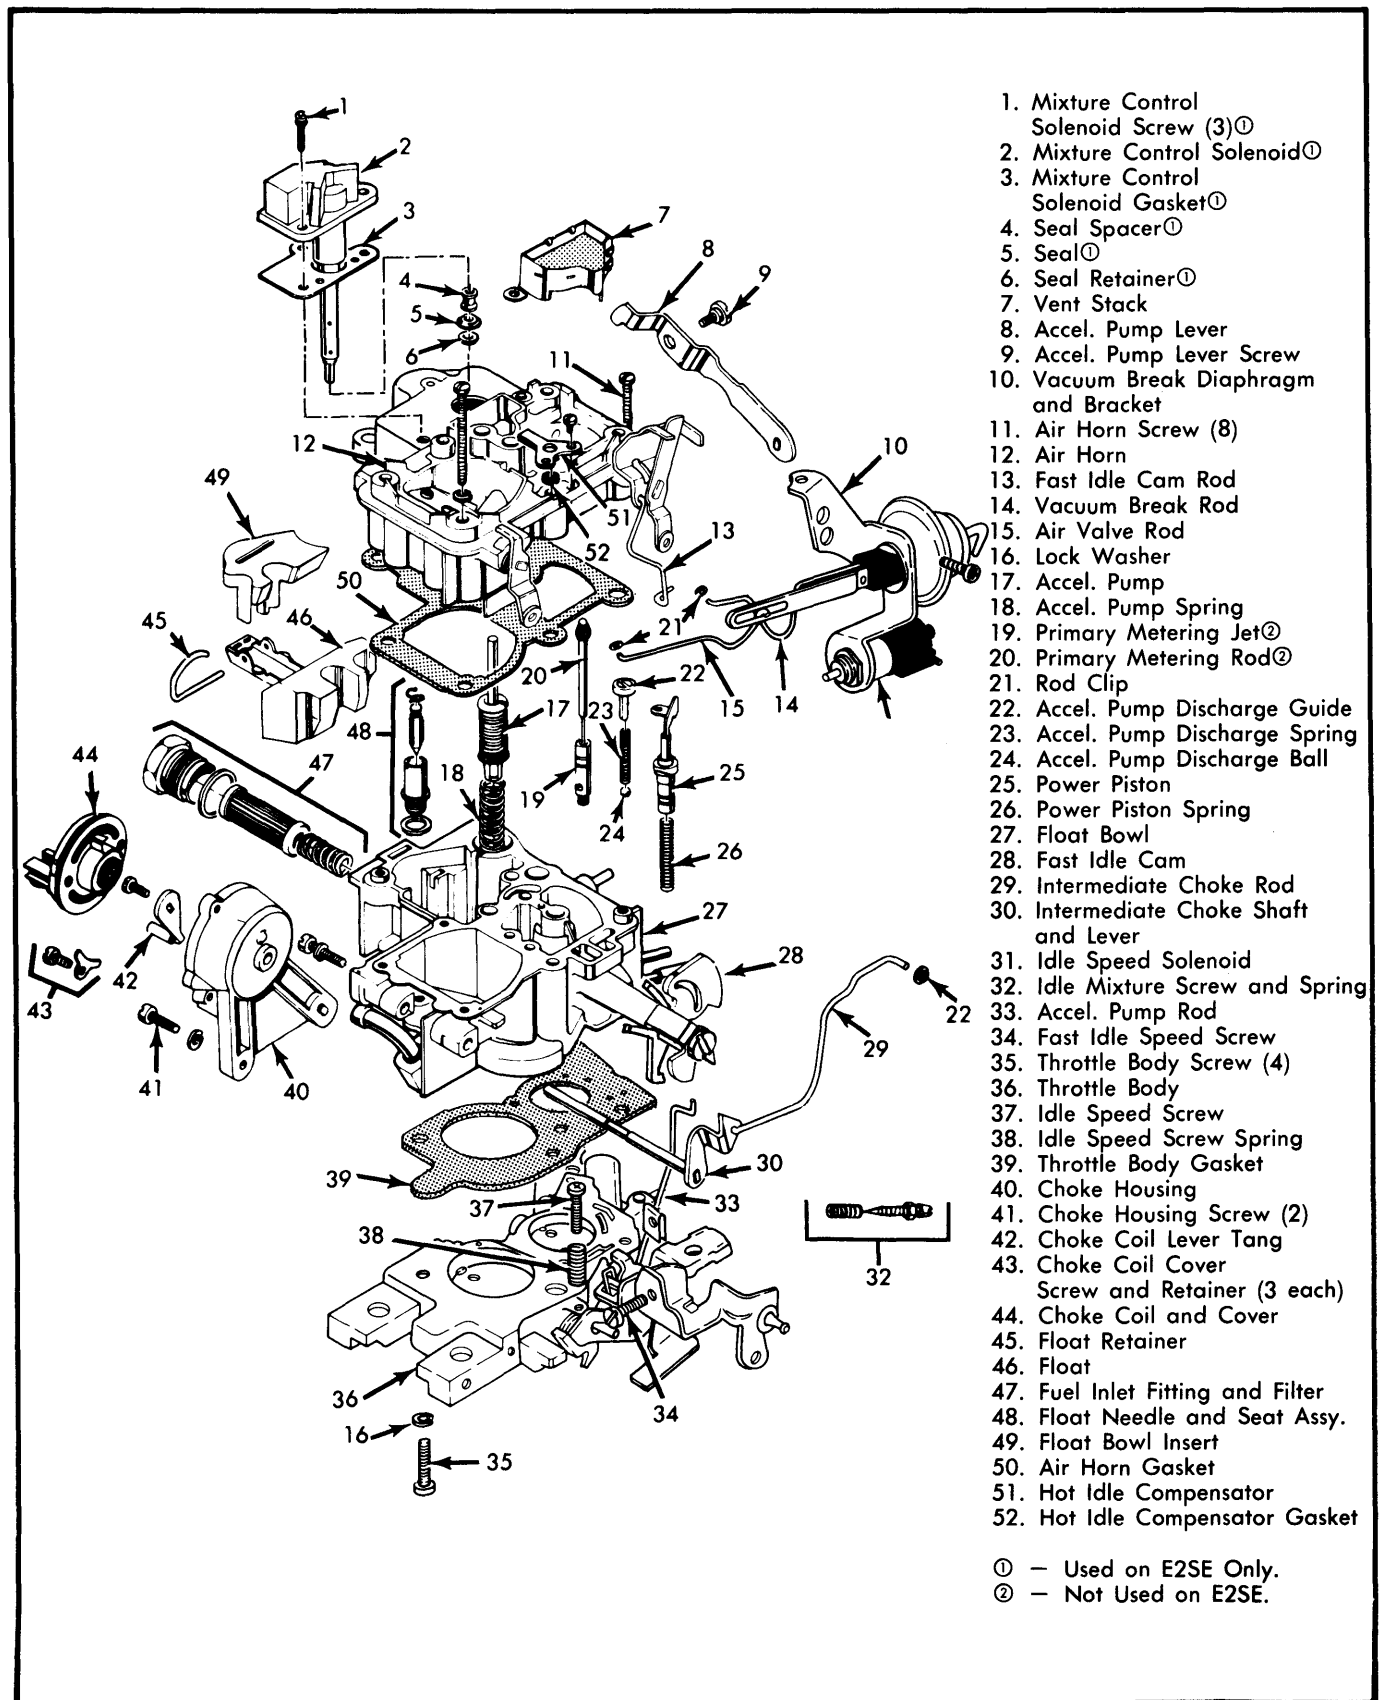 1
2
3
4
5
6
7
8
9
10
11
12
13
49
51
52
50
45
46
21
20
22
15
14
17
23
48
47
44
18
19
24
25
26
27
28
42
43
41
40
22
29
39
30
33
37
38
32
36
34
16
35
1. Mixture Control
Solenoid Screw (3)①
2. Mixture Control Solenoid①
3. Mixture Control
Solenoid Gasket①
4. Seal Spacer①
5. Seal①
6. Seal Retainer①
7. Vent Stack
8. Accel. Pump Lever
9. Accel. Pump Lever Screw
10. Vacuum Break Diaphragm
and Bracket
11. Air Horn Screw (8)
12. Air Horn
13. Fast Idle Cam Rod
14. Vacuum Break Rod
15. Air Valve Rod
16. Lock Washer
17. Accel. Pump
18. Accel. Pump Spring
19. Primary Metering Jet②
20. Primary Metering Rod②
21. Rod Clip
22. Accel. Pump Discharge Guide
23. Accel. Pump Discharge Spring
24. Accel. Pump Discharge Ball
25. Power Piston
26. Power Piston Spring
27. Float Bowl
28. Fast Idle Cam
29. Intermediate Choke Rod
30. Intermediate Choke Shaft
and Lever
31. Idle Speed Solenoid
32. Idle Mixture Screw and Spring
33. Accel. Pump Rod
34. Fast Idle Speed Screw
35. Throttle Body Screw (4)
36. Throttle Body
37. Idle Speed Screw
38. Idle Speed Screw Spring
39. Throttle Body Gasket
40. Choke Housing
41. Choke Housing Screw (2)
42. Choke Coil Lever Tang
43. Choke Coil Cover
Screw and Retainer (3 each)
44. Choke Coil and Cover
45. Float Retainer
46. Float
47. Fuel Inlet Fitting and Filter
48. Float Needle and Seat Assy.
49. Float Bowl Insert
50. Air Horn Gasket
51. Hot Idle Compensator
52. Hot Idle Compensator Gasket
① – Used on E2SE Only.
② – Not Used on E2SE.